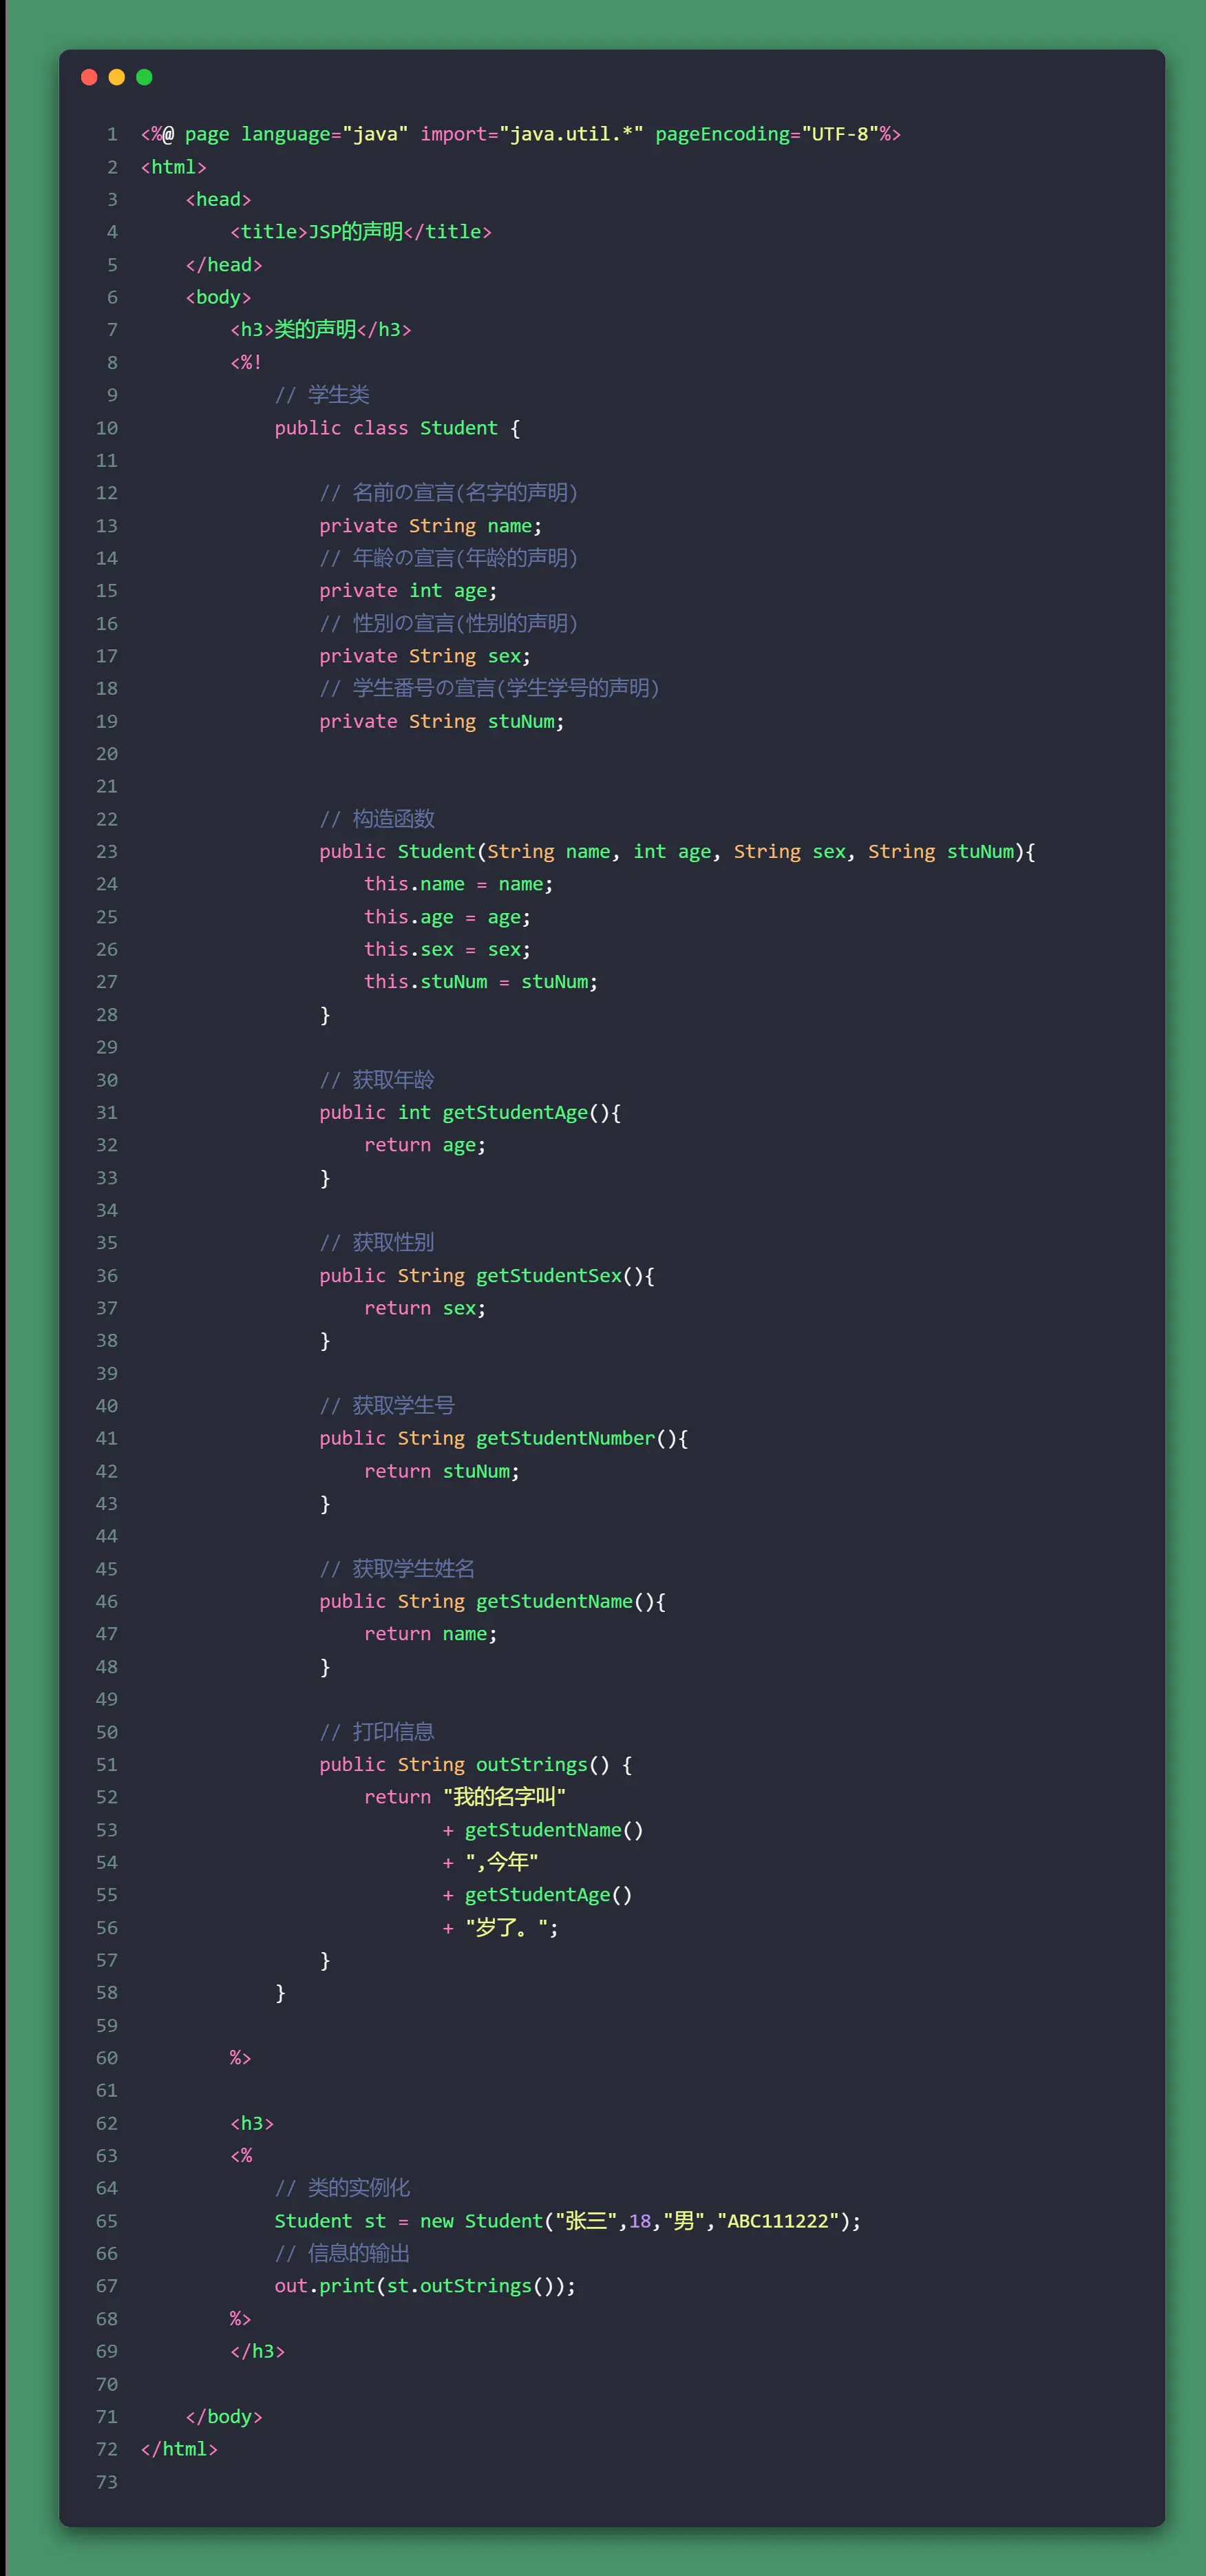 1 <%@ page language="java" import="java.util.*" pageEncoding="UTF-8"%>
2 <html>
3     <head>
4         <title>JSP的声明</title>
5     </head>
6     <body>
7         <h3>类的声明</h3>
8         <%!
9             // 学生类
10             public class Student {
11
12                 // 名前の宣言(名字的声明)
13                 private String name;
14                 // 年齢の宣言(年龄的声明)
15                 private int age;
16                 // 性別の宣言(性别的声明)
17                 private String sex;
18                 // 学生番号の宣言(学生学号的声明)
19                 private String stuNum;
20
21
22                 // 构造函数
23                 public Student(String name, int age, String sex, String stuNum){
24                     this.name = name;
25                     this.age = age;
26                     this.sex = sex;
27                     this.stuNum = stuNum;
28                 }
29
30                 // 获取年龄
31                 public int getStudentAge(){
32                     return age;
33                 }
34
35                 // 获取性别
36                 public String getStudentSex(){
37                     return sex;
38                 }
39
40                 // 获取学生号
41                 public String getStudentNumber(){
42                     return stuNum;
43                 }
44
45                 // 获取学生姓名
46                 public String getStudentName(){
47                     return name;
48                 }
49
50                 // 打印信息
51                 public String outStrings() {
52                     return "我的名字叫"
53                            + getStudentName()
54                            + ",今年"
55                            + getStudentAge()
56                            + "岁了。";
57                 }
58             }
59
60         %>
61
62         <h3>
63         <%
64             // 类的实例化
65             Student st = new Student("张三",18,"男","ABC111222");
66             // 信息的输出
67             out.print(st.outStrings());
68         %>
69         </h3>
70
71     </body>
72 </html>
73